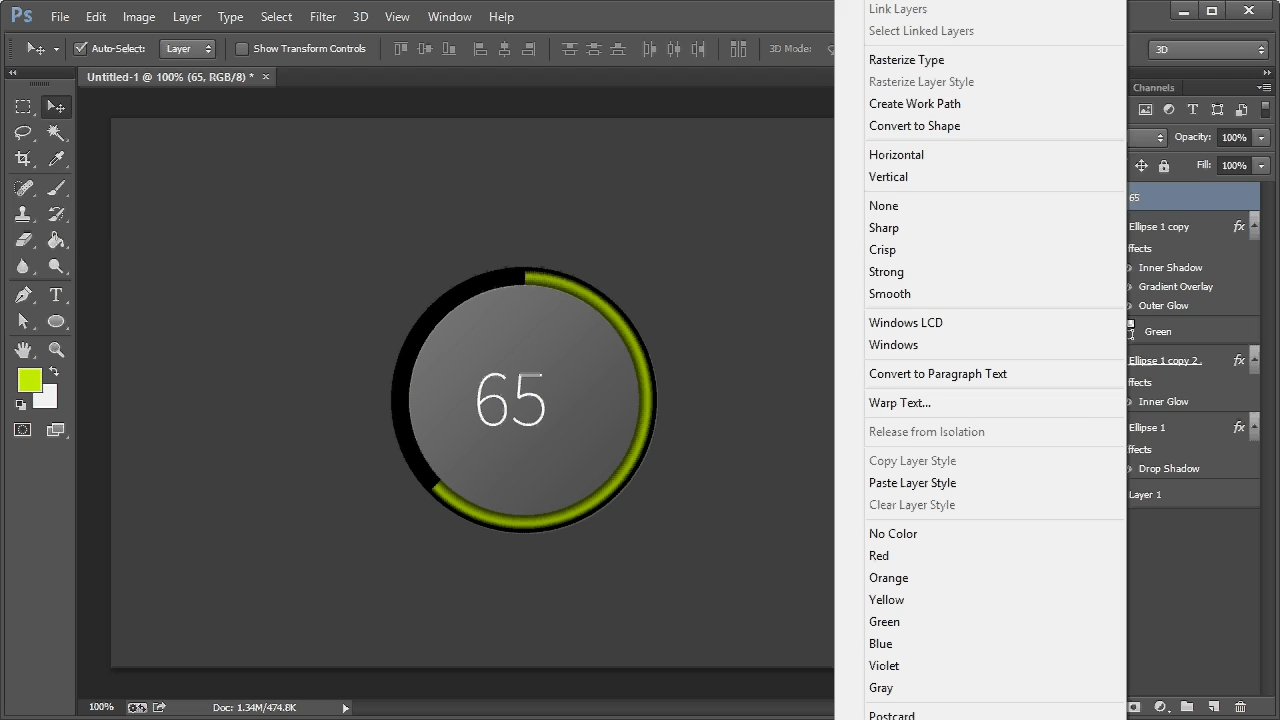 Ps File Edit Image Layer Type Select Filter 3D View Window Help
Auto-Select: Layer Show Transform Controls 3D Mode: 3D
Untitled-1 @ 100% (65, RGB/8) * ×
65
100% Doc: 1.34M/474.8K
Link Layers
Select Linked Layers
Rasterize Type
Rasterize Layer Style
Create Work Path
Convert to Shape
Horizontal
Vertical
None
Sharp
Crisp
Strong
Smooth
Windows LCD
Windows
Convert to Paragraph Text
Warp Text...
Release from Isolation
Copy Layer Style
Paste Layer Style
Clear Layer Style
No Color
Red
Orange
Yellow
Green
Blue
Violet
Gray
Postcard
Channels
Opacity: 100%
Fill: 100%
65
Ellipse 1 copy fx
ffects
Inner Shadow
Gradient Overlay
Outer Glow
Green
Ellipse 1 copy 2 fx
ffects
Inner Glow
Ellipse 1 fx
ffects
Drop Shadow
Layer 1